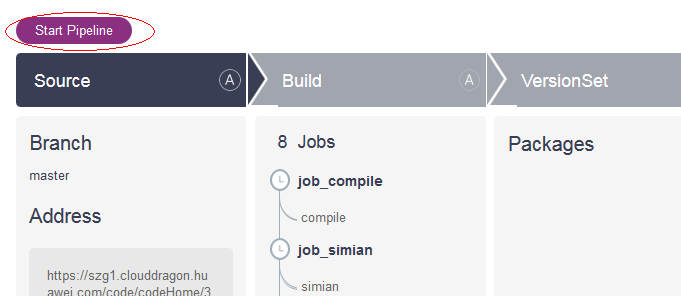 Start Pipeline
Source A
Build A
VersionSet
Branch
master
Address
https://szg1.clouddragon.hu
awei.com/code/codeHome/3
8 Jobs
job_compile
compile
job_simian
simian
Packages